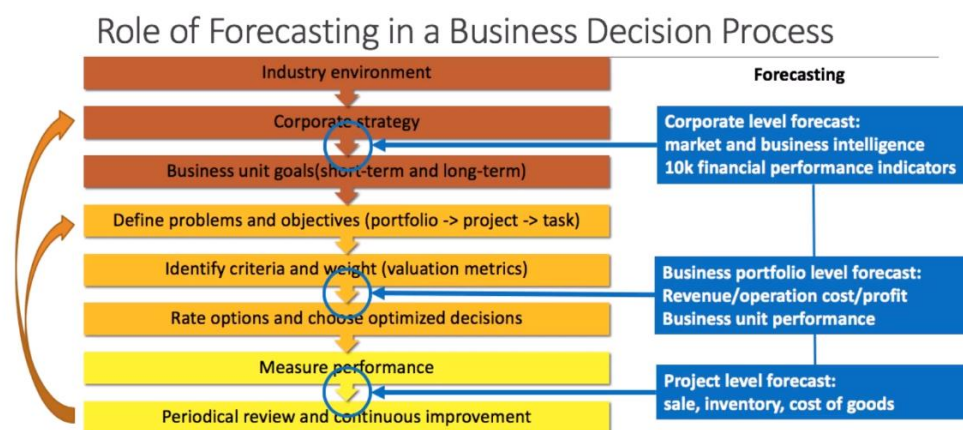 Role of Forecasting in a Business Decision Process
Industry environment
Corporate strategy
Business unit goals(short-term and long-term)
Define problems and objectives (portfolio -> project -> task)
Identify criteria and weight (valuation metrics)
Rate options and choose optimized decisions
Measure performance
Periodical review and continuous improvement
Forecasting
Corporate level forecast:
market and business intelligence
10k financial performance indicators
Business portfolio level forecast:
Revenue/operation cost/profit
Business unit performance
Project level forecast:
sale, inventory, cost of goods